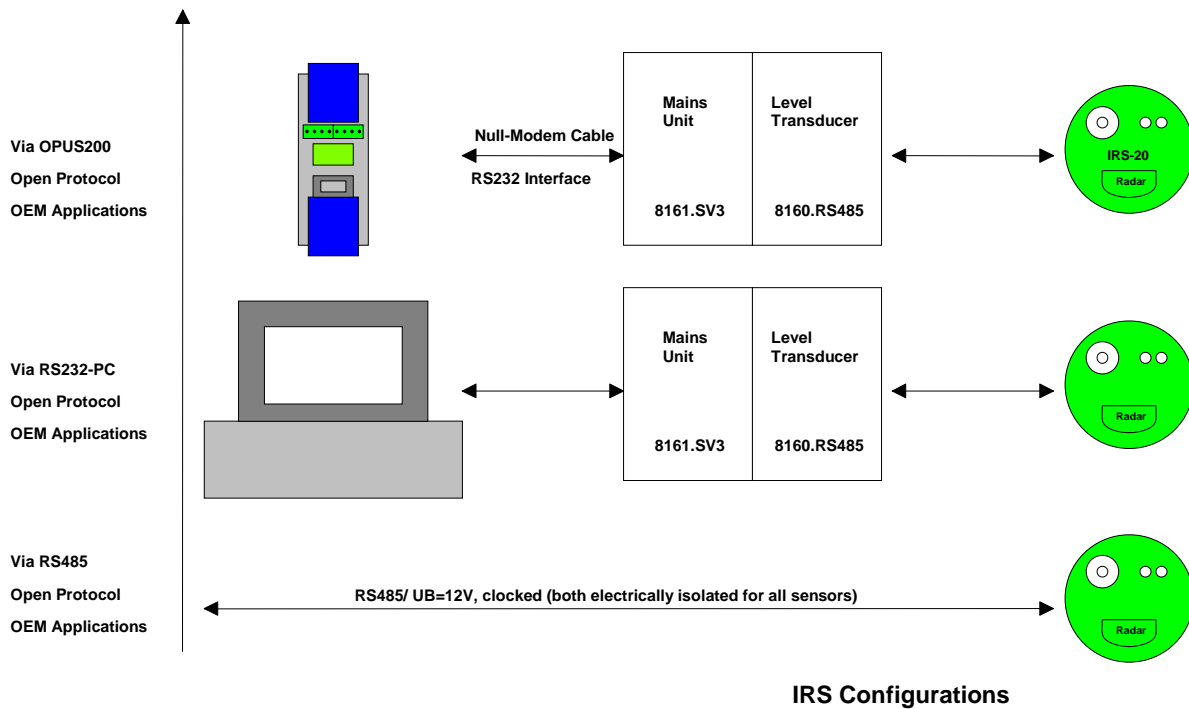 Via OPUS200
Open Protocol
OEM Applications
Null-Modem Cable
RS232 Interface
Mains
Unit
8161.SV3
Level
Transducer
8160.RS485
IRS-20
Radar
Via RS232-PC
Open Protocol
OEM Applications
Mains
Unit
8161.SV3
Level
Transducer
8160.RS485
Radar
Via RS485
Open Protocol
OEM Applications
RS485/ UB=12V, clocked (both electrically isolated for all sensors)
Radar
IRS Configurations